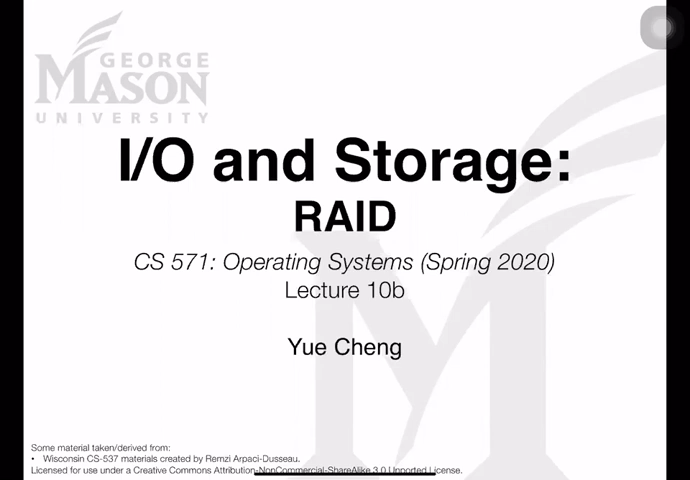 GEORGE
MASON
UNIVERSITY
I/O and Storage:
RAID
CS 571: Operating Systems (Spring 2020)
Lecture 10b
Yue Cheng
Some material taken/derived from:
• Wisconsin CS-537 materials created by Remzi Arpaci-Dusseau.
Licensed for use under a Creative Commons Attribution-NonCommercial-ShareAlike 3.0 Unported License.